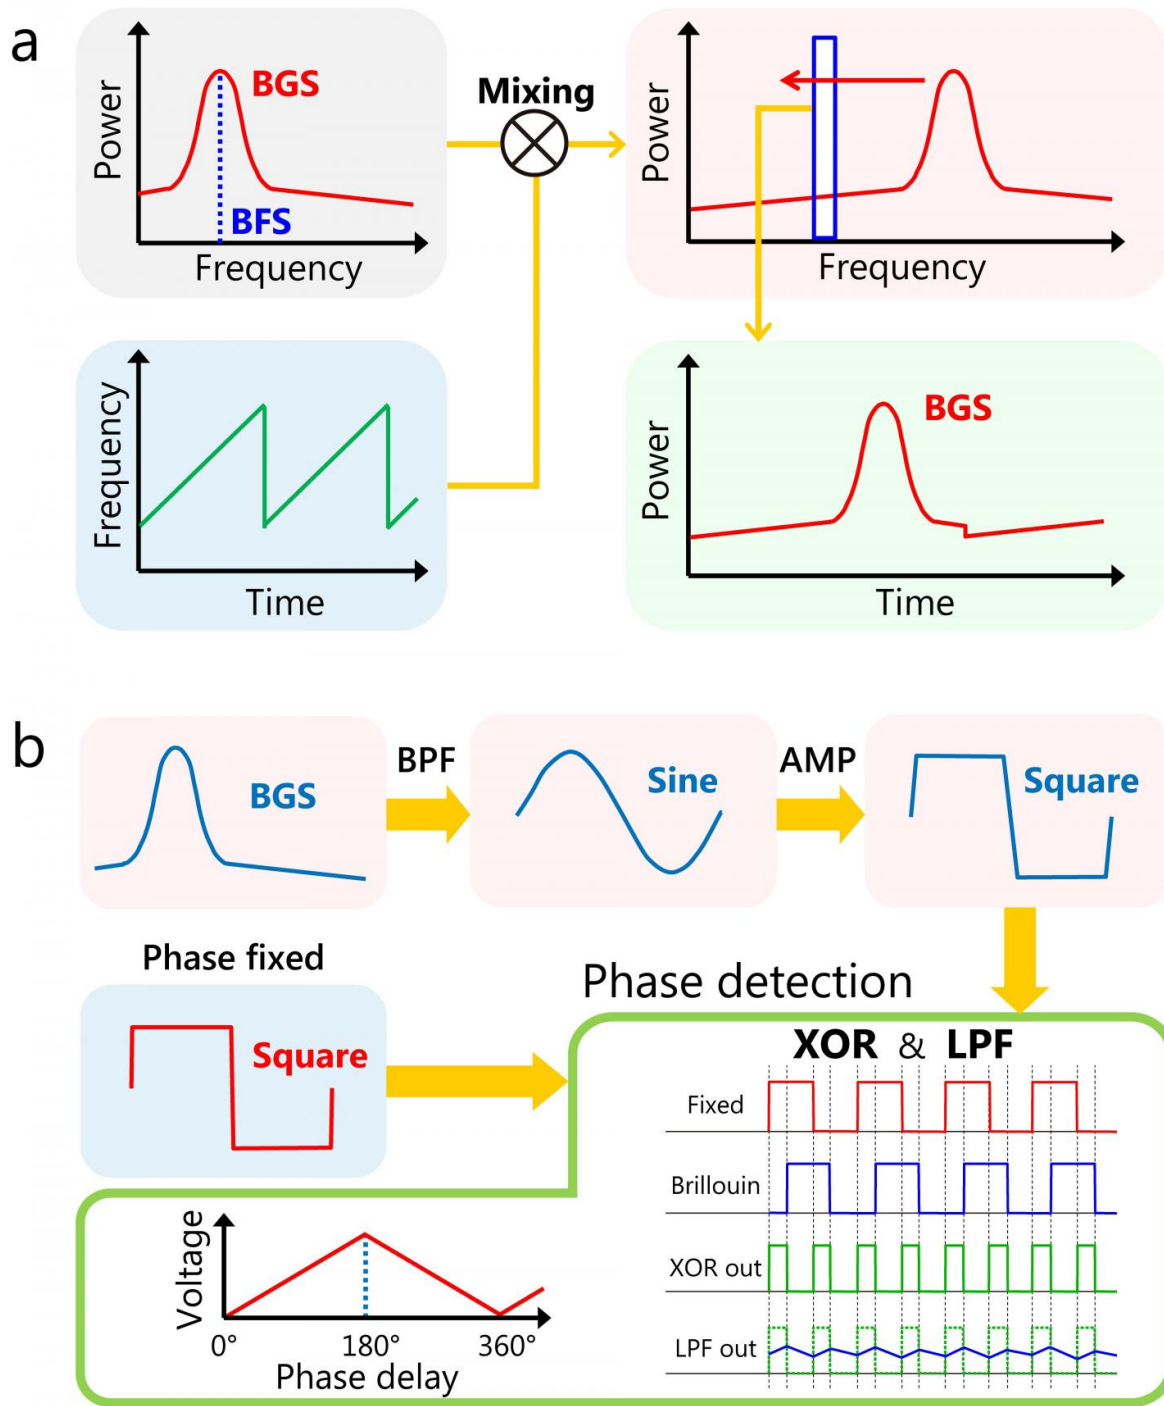 a
Power
BGS
BFS
Frequency
Mixing
Power
Frequency
Frequency
Time
Power
BGS
Time
b
BGS
BPF
Sine
AMP
Square
Phase fixed
Square
Phase detection
XOR & LPF
Fixed
Brillouin
XOR out
LPF out
Voltage
0° 180° 360°
Phase delay